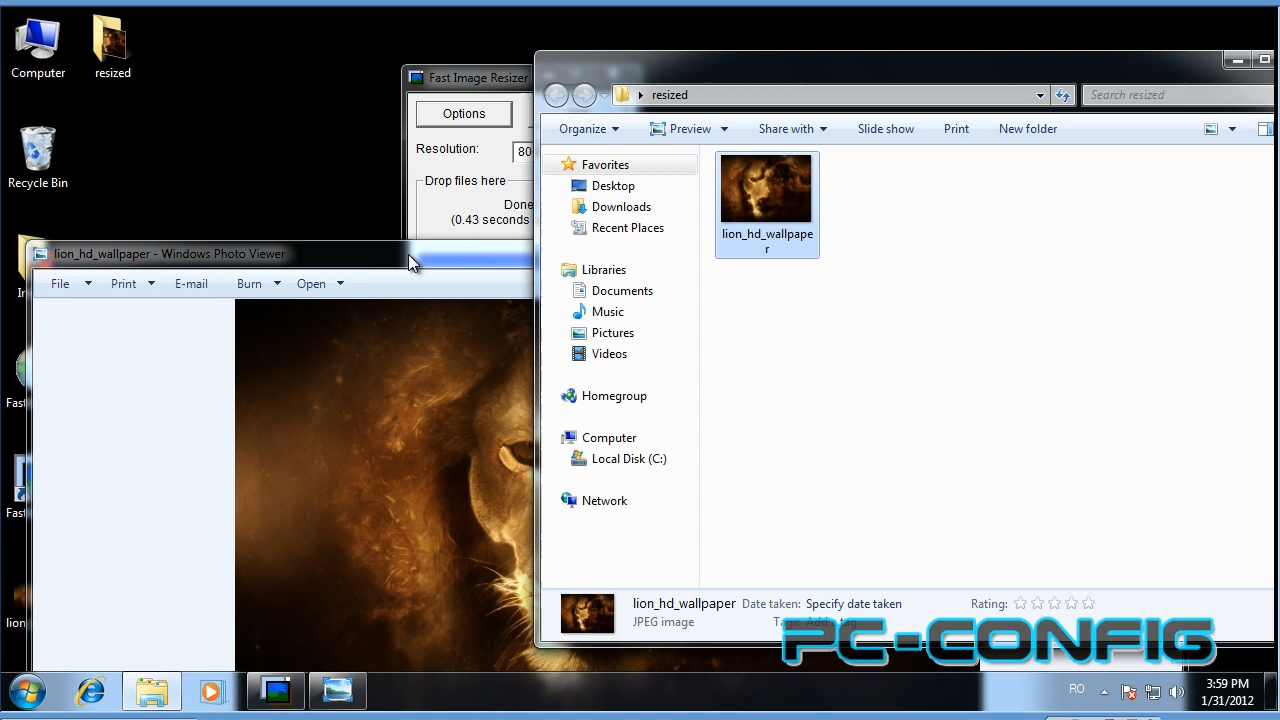 Computer
resized
Recycle Bin
Fast
Fast
lion
Fast Image Resizer
Options
Resolution:
80
Drop files here
Done
(0.43 seconds
lion_hd_wallpaper - Windows Photo Viewer
File
Print
E-mail
Burn
Open
resized
Search resized
Organize
Preview
Share with
Slide show
Print
New folder
Favorites
Desktop
Downloads
Recent Places
Libraries
Documents
Music
Pictures
Videos
Homegroup
Computer
Local Disk (C:)
Network
lion_hd_wallpape
r
lion_hd_wallpaper Date taken: Specify date taken Rating:
JPEG image Tags: Add a tag
PC-CONFIG
RO
3:59 PM
1/31/2012